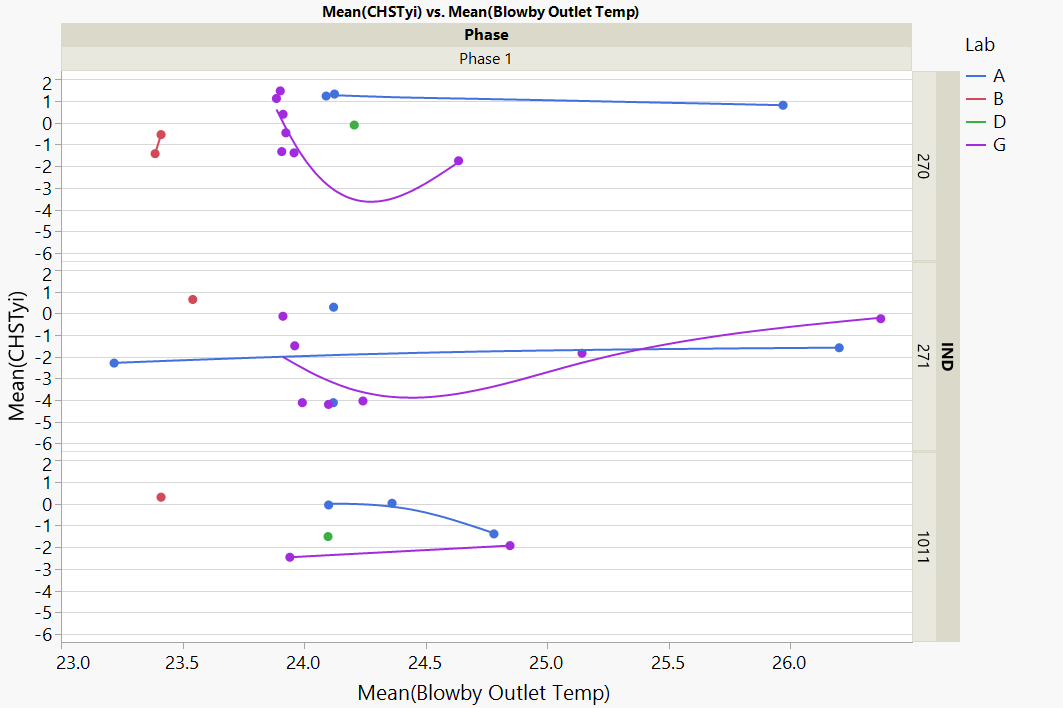 Mean(CHSTyi) vs. Mean(Blowby Outlet Temp)
Phase
Phase 1
Lab
A
B
D
G
Mean(CHSTyi)
2
1
0
-1
-2
-3
-4
-5
-6
270
2
1
0
-1
-2
-3
-4
-5
-6
271
IND
2
1
0
-1
-2
-3
-4
-5
-6
1011
23.0 23.5 24.0 24.5 25.0 25.5 26.0
Mean(Blowby Outlet Temp)